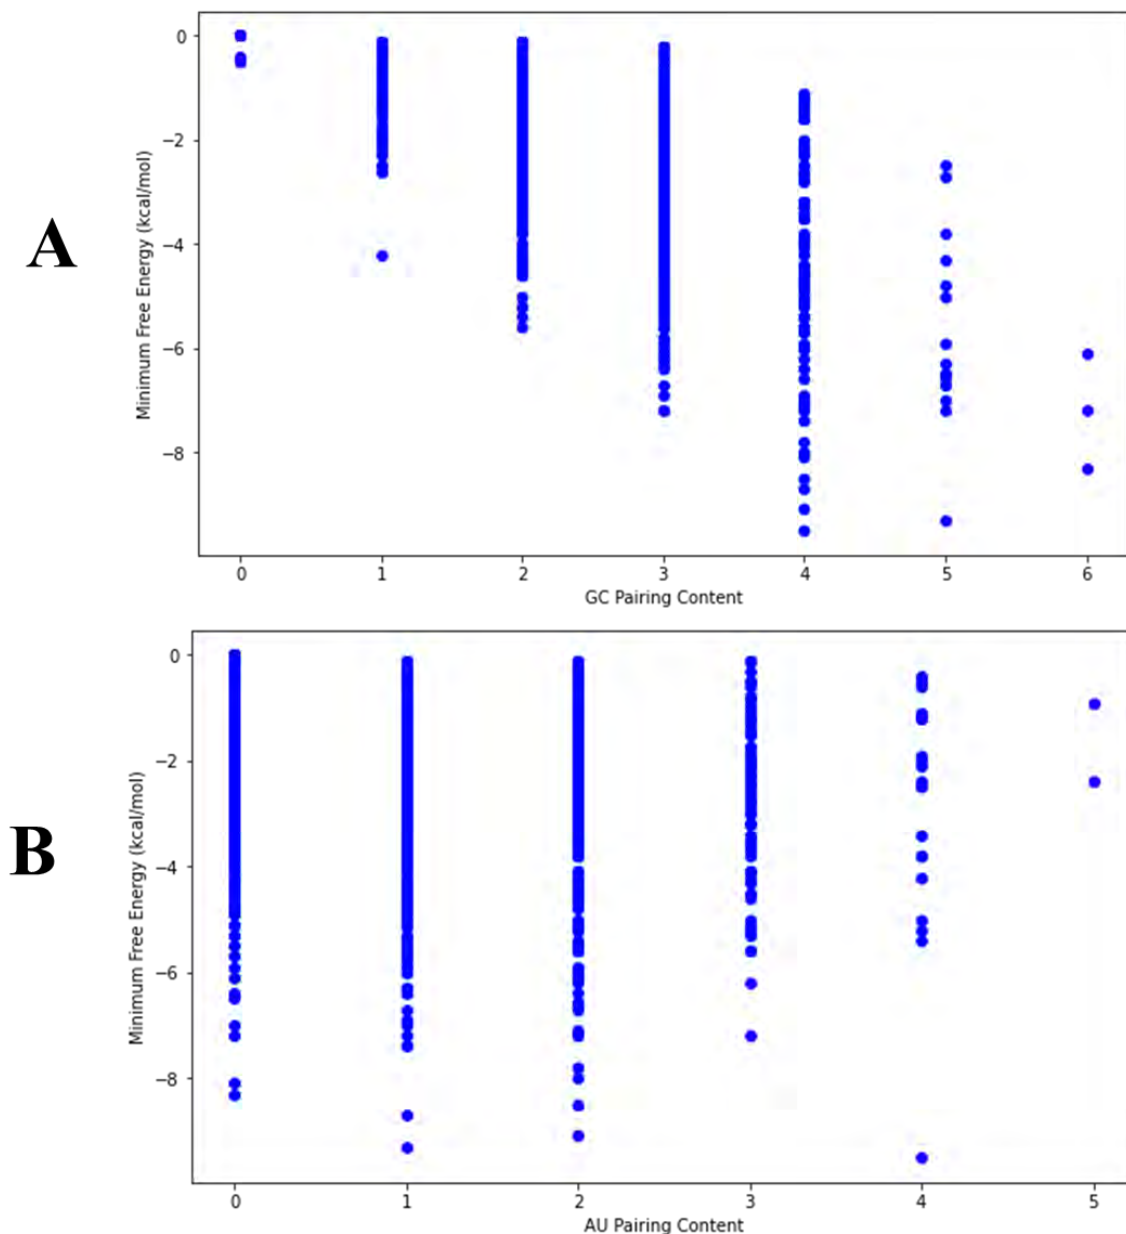 A
Minimum Free Energy (kcal/mol)
0
−2
−4
−6
−8
0 1 2 3 4 5 6
GC Pairing Content
B
Minimum Free Energy (kcal/mol)
0
−2
−4
−6
−8
0 1 2 3 4 5
AU Pairing Content